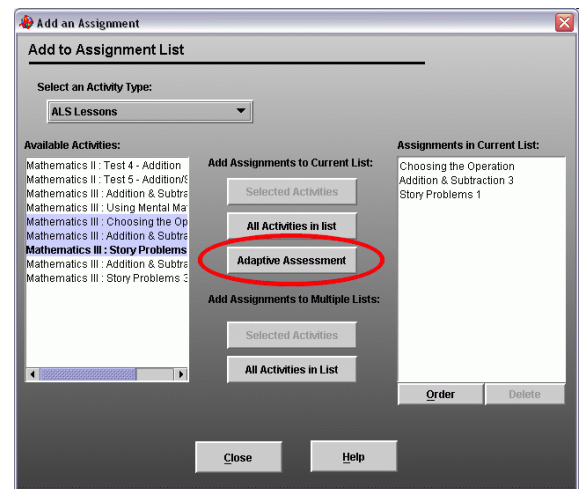 Add an Assignment
Add to Assignment List
Select an Activity Type:
ALS Lessons
Available Activities:
Mathematics II : Test 4 - Addition
Mathematics II : Test 5 - Addition/S
Mathematics III : Addition & Subtra
Mathematics III : Using Mental Ma
Mathematics III : Choosing the Op
Mathematics III : Addition & Subtra
Mathematics III : Story Problems
Mathematics III : Addition & Subtra
Mathematics III : Story Problems 3
Add Assignments to Current List:
Selected Activities
All Activities in list
Adaptive Assessment
Add Assignments to Multiple Lists:
Selected Activities
All Activities in List
Assignments in Current List:
Choosing the Operation
Addition & Subtraction 3
Story Problems 1
Order
Delete
Close
Help